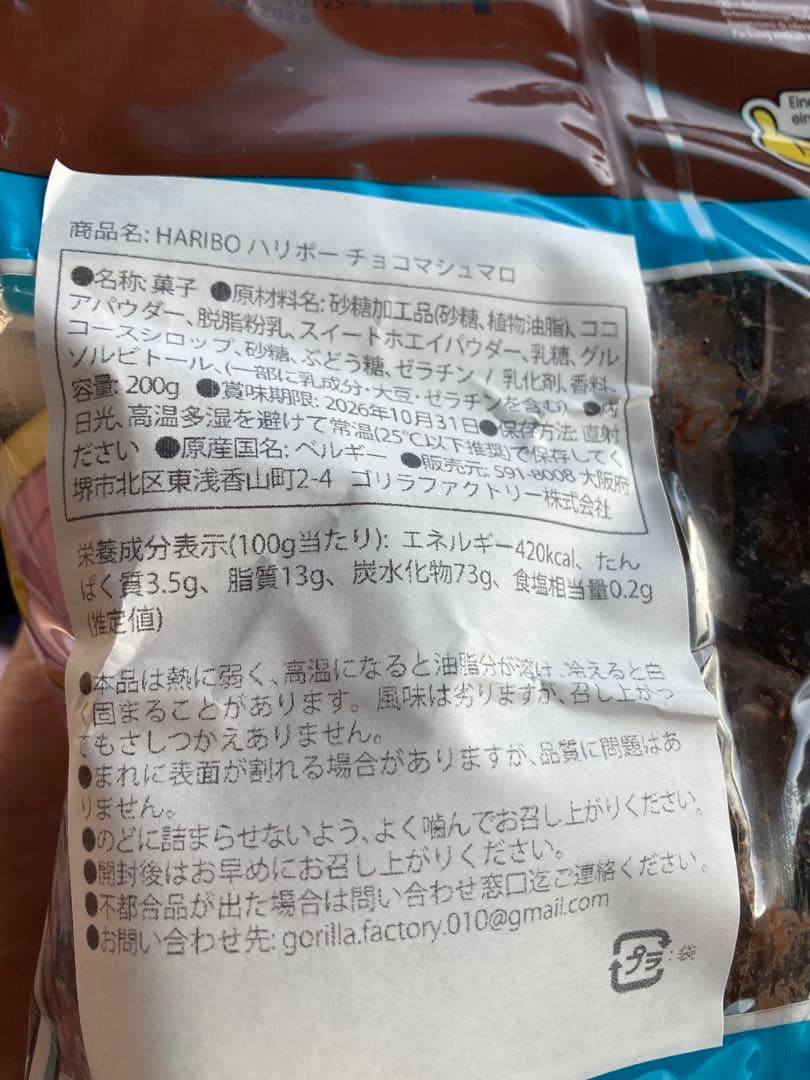 10/2026
商品名: HARIBO ハリボー チョコマシュマロ
●名称: 菓子 ●原材料名: 砂糖加工品(砂糖、植物油脂)、ココ
アパウダー、脱脂粉乳、スイートホエイパウダー、乳糖、グル
コースシロップ、砂糖、ぶどう糖、ゼラチン / 乳化剤、香料、
ソルビトール、(一部に乳成分・大豆・ゼラチンを含む) ●内
容量: 200g ●賞味期限: 2026年10月31日●保存方法: 直射
日光、高温多湿を避けて常温(25℃以下推奨)で保存してく
ださい ●原産国名: ベルギー ●販売元: 591-8008 大阪府
堺市北区東浅香山町2-4 ゴリラファクトリー株式会社
栄養成分表示(100g当たり): エネルギー420kcal、たん
ぱく質3.5g、脂質13g、炭水化物73g、食塩相当量0.2g
(推定値)
●本品は熱に弱く、高温になると油脂分が溶け、冷えると白
く固まることがあります。風味は劣りますが、召し上がっ
てもさしつかえありません。
●まれに表面が割れる場合がありますが、品質に問題はあ
りません。
●のどに詰まらせないよう、よく噛んでお召し上がりください。
●開封後はお早めにお召し上がりください。
●不都合品が出た場合は問い合わせ窓口迄ご連絡ください。
●お問い合わせ先: gorilla.factory.010@gmail.com
プラ : 袋